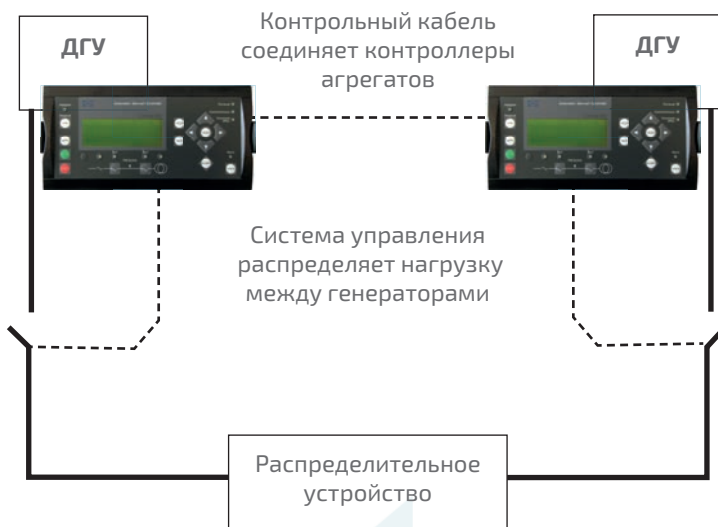 ДГУ
Контрольный кабель
соединяет контроллеры
агрегатов
ДГУ
Система управления
распределяет нагрузку
между генераторами
Распределительное
устройство